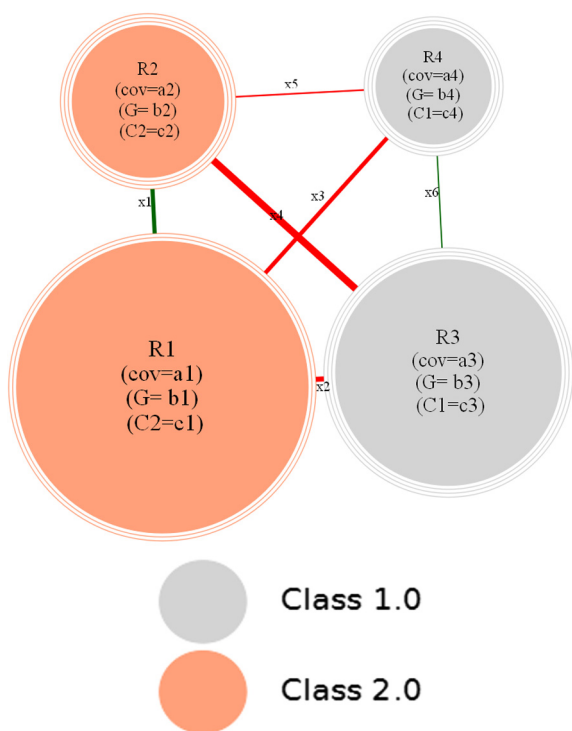 R2
(cov=a2)
(G= b2)
(C2=c2)
R4
(cov=a4)
(G= b4)
(C1=c4)
x5
x1
x3
x4
x6
R1
(cov=a1)
(G= b1)
(C2=c1)
x2
R3
(cov=a3)
(G= b3)
(C1=c3)
Class 1.0
Class 2.0